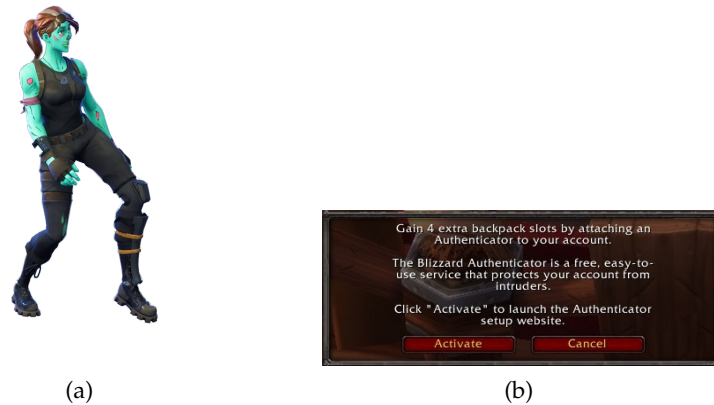 Gain 4 extra backpack slots by attaching an
Authenticator to your account.
The Blizzard Authenticator is a free, easy-to-
use service that protects your account from
intruders.
Click "Activate" to launch the Authenticator
setup website.
Activate Cancel
(a) (b)